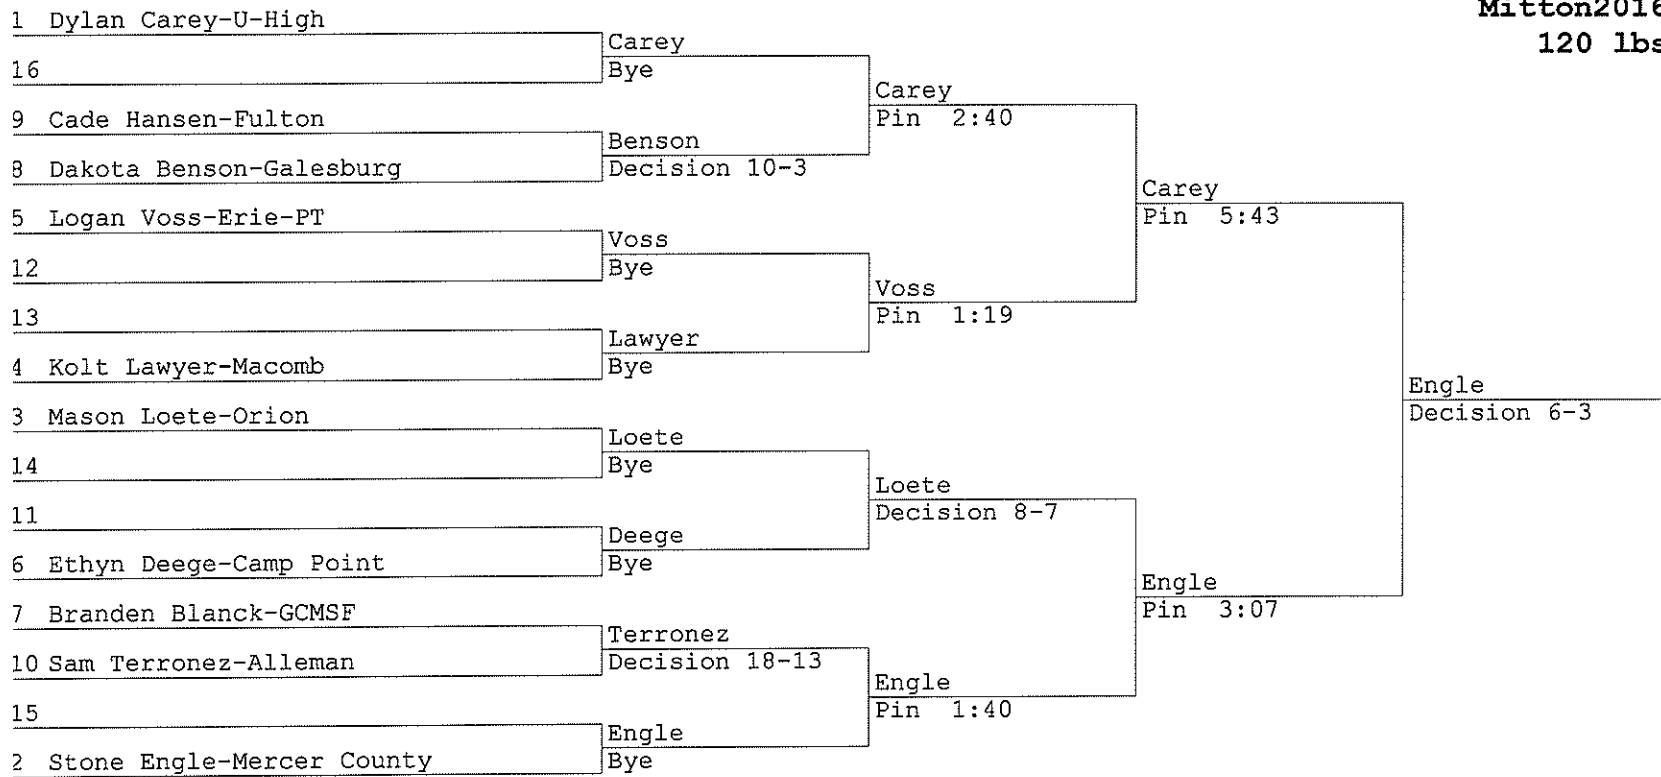 Mitton2016
120 lbs
1 Dylan Carey-U-High
16
9 Cade Hansen-Fulton
8 Dakota Benson-Galesburg
5 Logan Voss-Erie-PT
12
13
4 Kolt Lawyer-Macomb
3 Mason Loete-Orion
14
11
6 Ethyn Deege-Camp Point
7 Branden Blanck-GCMSF
10 Sam Terronez-Alleman
15
2 Stone Engle-Mercer County
Carey
Bye
Benson
Decision 10-3
Voss
Bye
Lawyer
Bye
Loete
Bye
Deege
Bye
Terronez
Decision 18-13
Engle
Bye
Carey
Pin 2:40
Voss
Pin 1:19
Loete
Decision 8-7
Engle
Pin 1:40
Carey
Pin 5:43
Engle
Pin 3:07
Engle
Decision 6-3